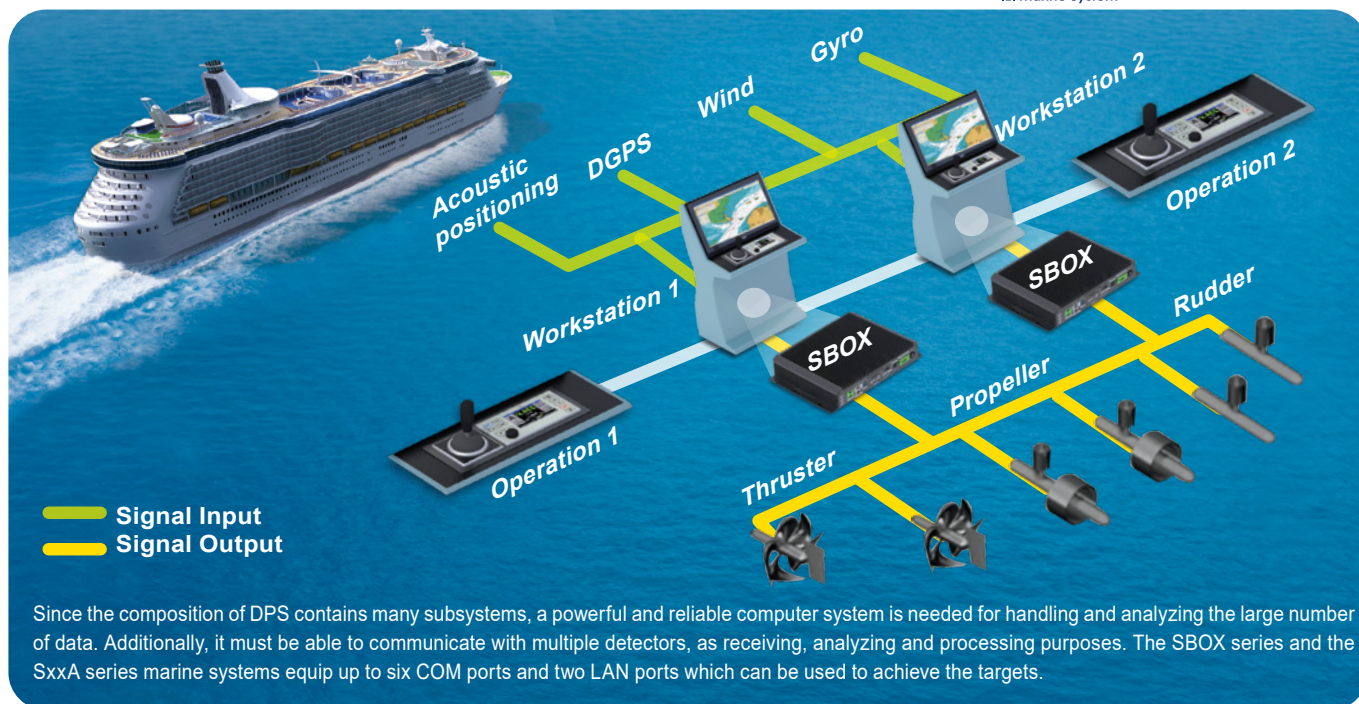 Gyro
Wind
Workstation 2
DGPS
Acoustic
positioning
Operation 2
SBOX
Workstation 1
Rudder
SBOX
Propeller
Operation 1
Thruster
Signal Input
Signal Output
Since the composition of DPS contains many subsystems, a powerful and reliable computer system is needed for handling and analyzing the large number
of data. Additionally, it must be able to communicate with multiple detectors, as receiving, analyzing and processing purposes. The SBOX series and the
SxxA series marine systems equip up to six COM ports and two LAN ports which can be used to achieve the targets.